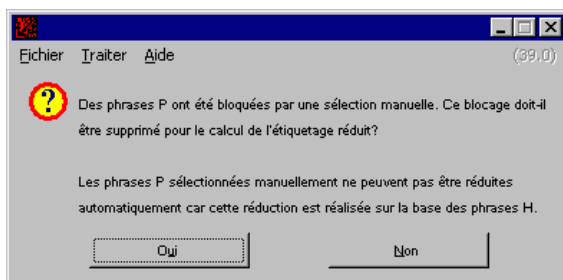 Fichier Traiter Aide (39.0)
Des phrases P ont été bloquées par une sélection manuelle. Ce blocage doit-il
être supprimé pour le calcul de l'étiquetage réduit?
Les phrases P sélectionnées manuellement ne peuvent pas être réduites
automatiquement car cette réduction est réalisée sur la base des phrases H.
Oui Non